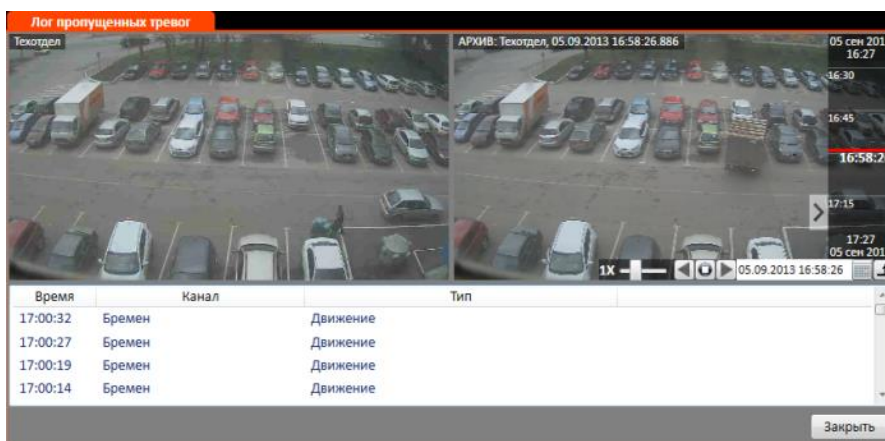 Лог пропущенных тревог
Техотдел
АРХИВ: Техотдел, 05.09.2013 16:58:26.886
05 сен 201
16:27
16:30
16:45
16:58:2
17:15
17:27
05 сен 201
1X
05.09.2013 16:58:26
Время Канал Тип
17:00:32 Бремен Движение
17:00:27 Бремен Движение
17:00:19 Бремен Движение
17:00:14 Бремен Движение
Закрыть